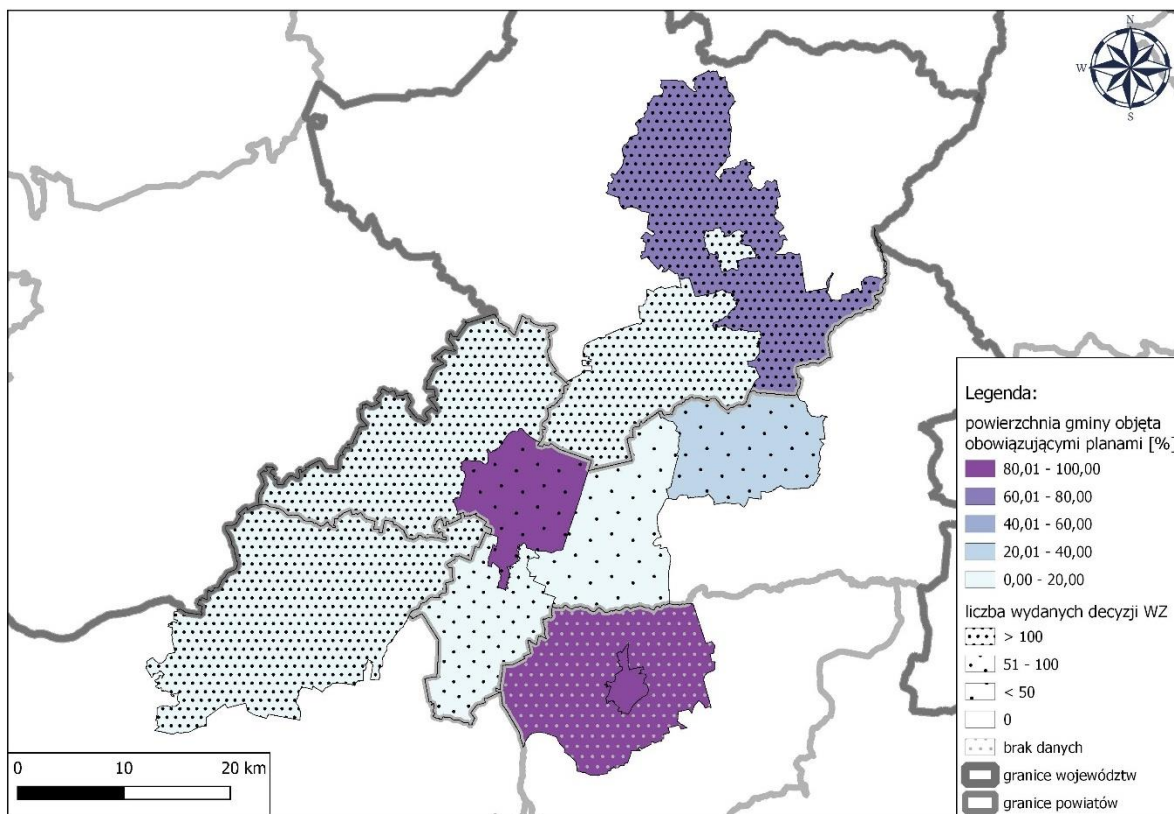 N
W
E
S
Legenda:
powierzchnia gminy objęta
obowiązującymi planami [%]
80,01 - 100,00
60,01 - 80,00
40,01 - 60,00
20,01 - 40,00
0,00 - 20,00
liczba wydanych decyzji WZ
> 100
51 - 100
< 50
0
brak danych
granice województw
granice powiatów
0 10 20 km